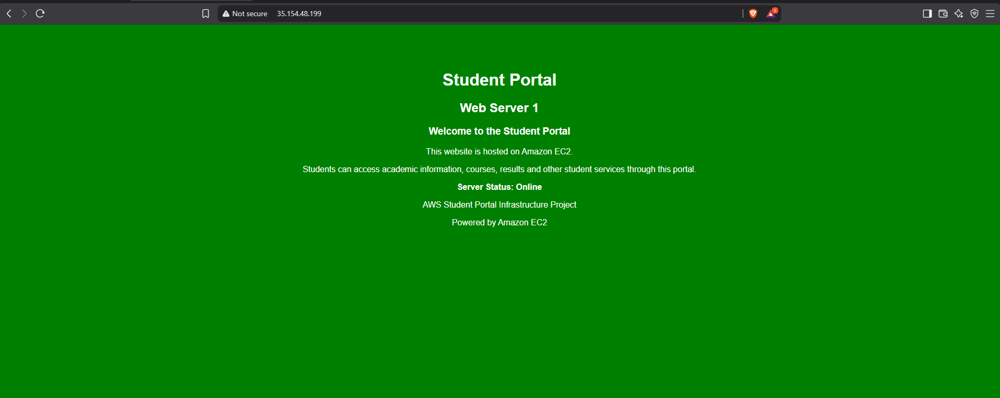 Not secure 35.154.48.199
1
Student Portal
Web Server 1
Welcome to the Student Portal
This website is hosted on Amazon EC2.
Students can access academic information, courses, results and other student services through this portal.
Server Status: Online
AWS Student Portal Infrastructure Project
Powered by Amazon EC2